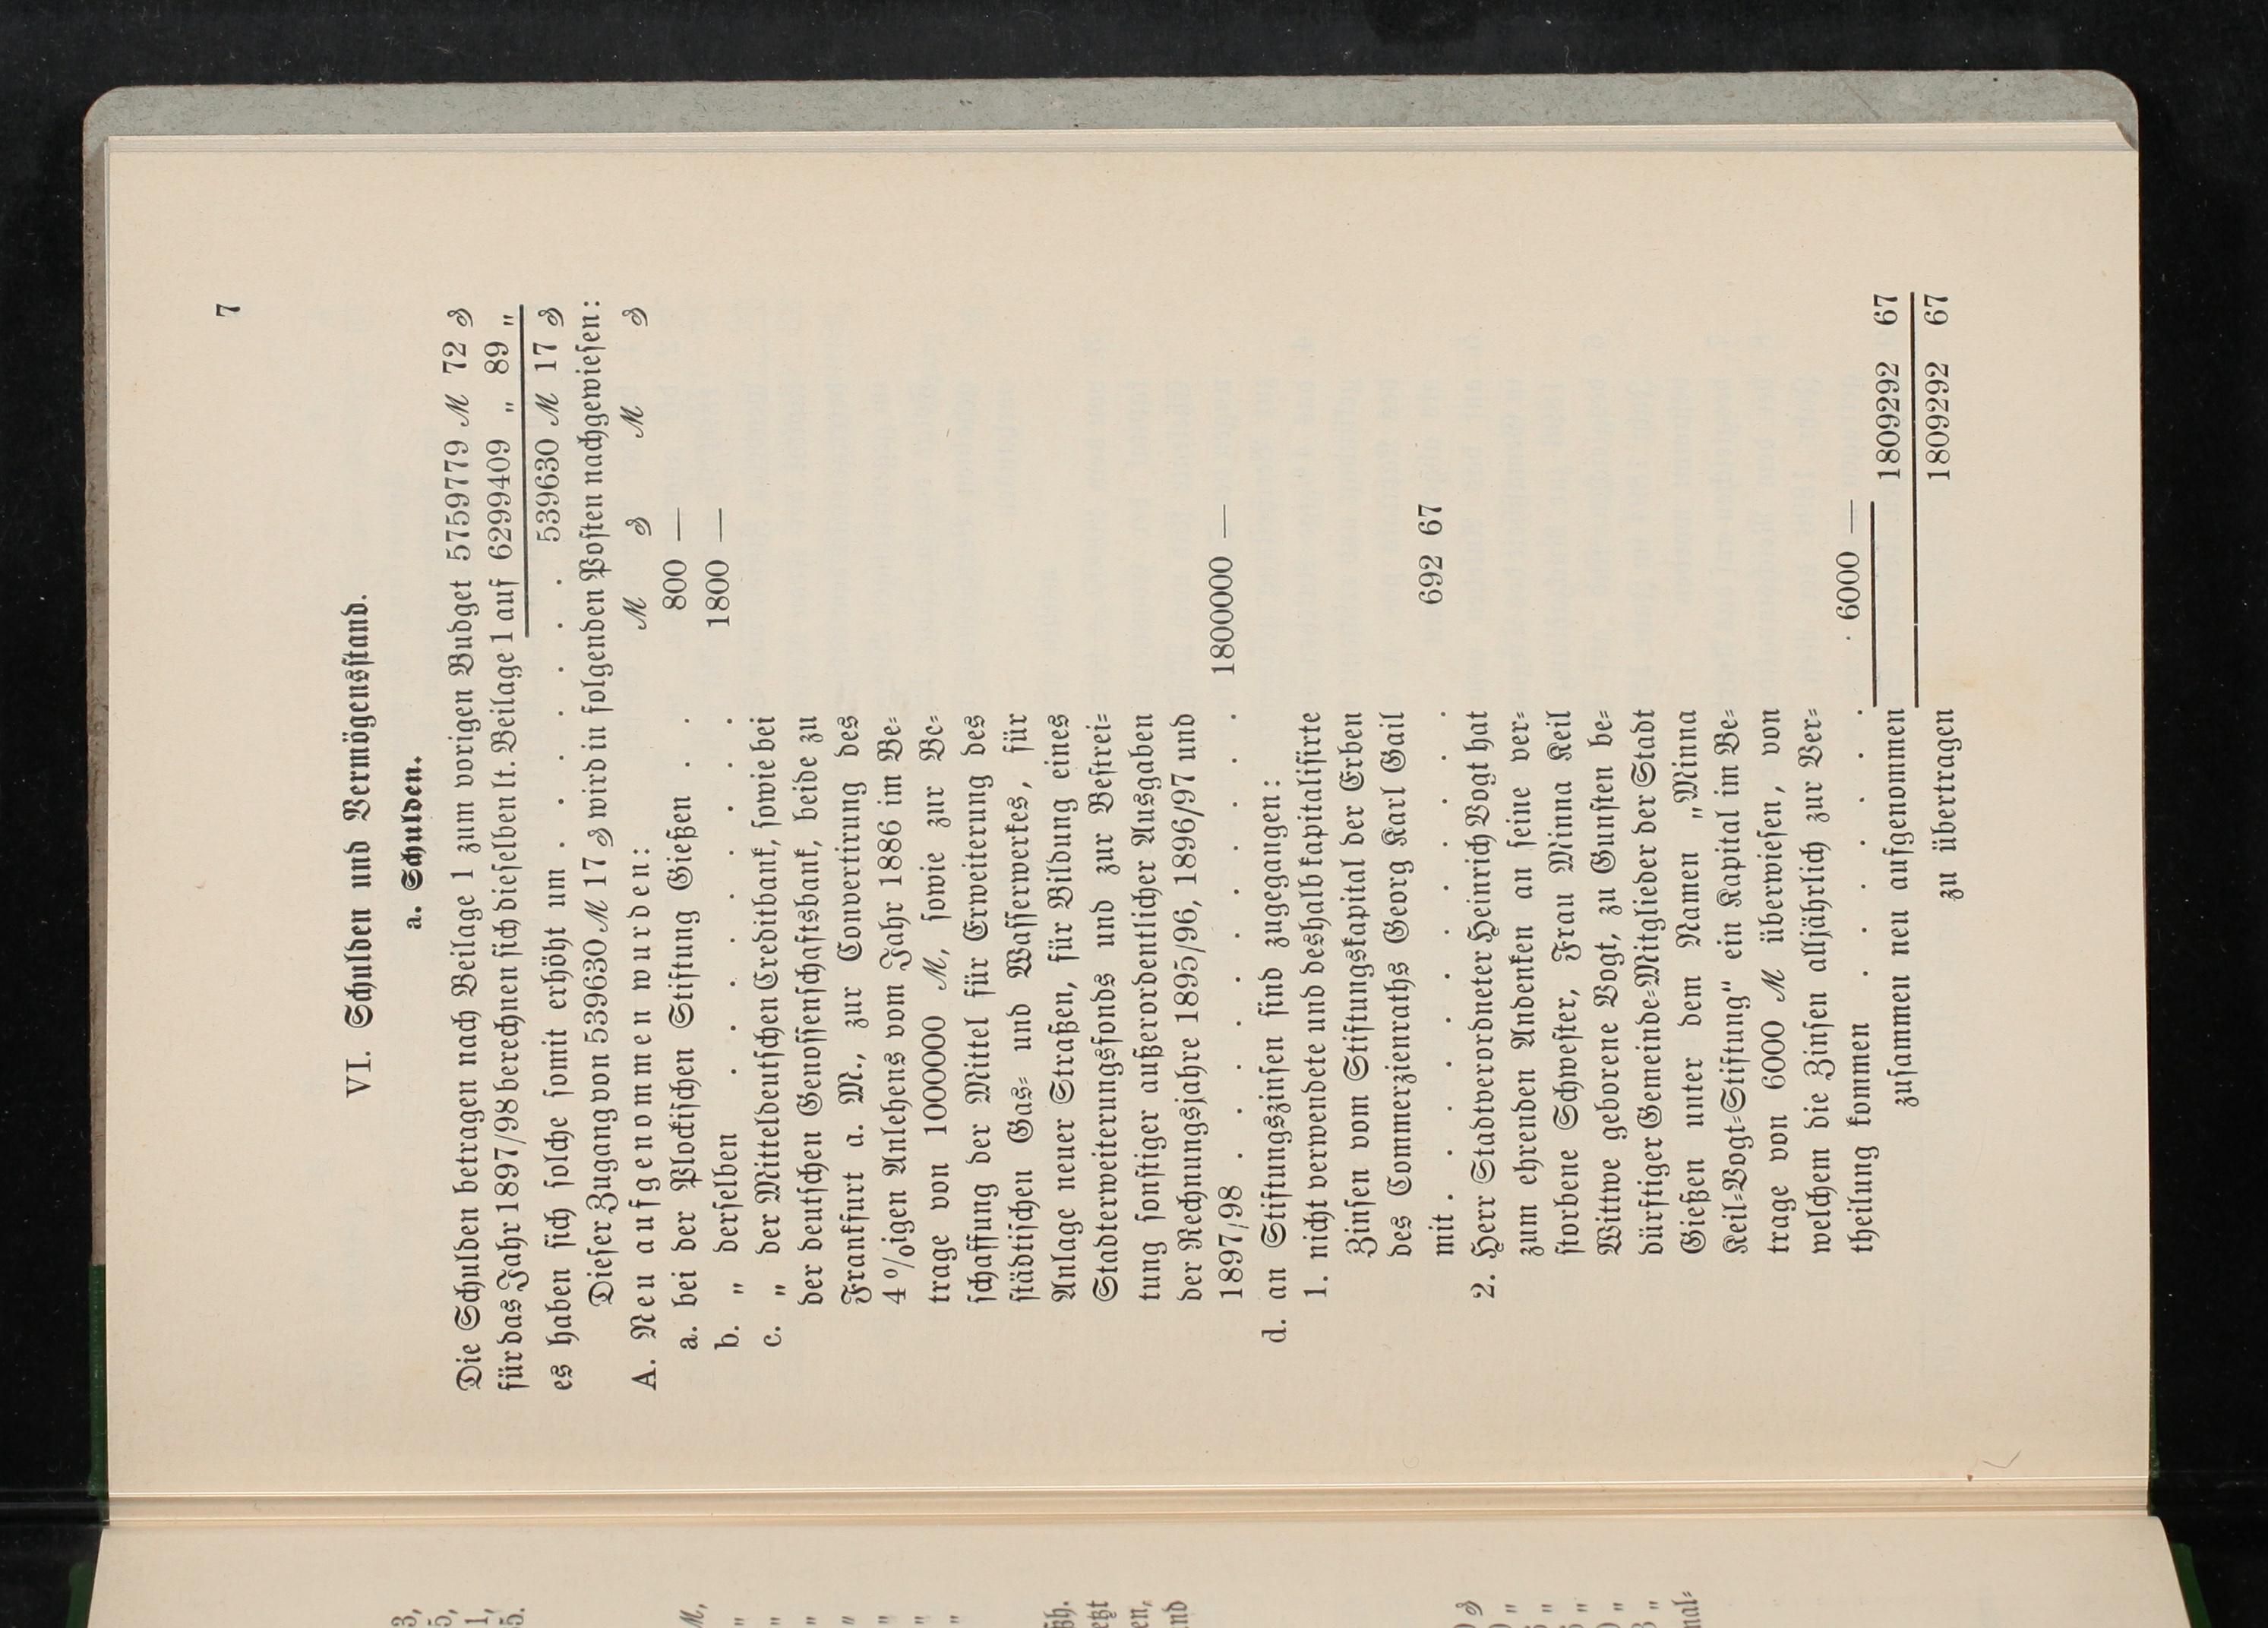 7
VI. Schulden und Vermögensstand.
a. Schulden.
Die Schulden betragen nach Beilage 1 zum vorigen Budget 5759779 ℳ 72 ₰
für das Jahr 1897/98 berechnen sich dieselben lt. Beilage 1 auf 6299409 „ 89 „
es haben sich solche somit erhöht um . . . . . . . 539630 ℳ 17 ₰
Dieser Zugang von 539630 ℳ 17 ₰ wird in folgenden Posten nachgewiesen:
A. Neu aufgenommen wurden: ℳ ₰ ℳ ₰
a. bei der Plockischen Stiftung Gießen . . 800 —
b. „ derselben . . . . . . . . . 1800 —
c. „ der Mitteldeutschen Creditbank, sowie bei
der deutschen Genossenschaftsbank, beide zu
Frankfurt a. M., zur Convertirung des
4 %igen Anlehens vom Jahr 1886 im Be-
trage von 1000000 ℳ, sowie zur Be-
schaffung der Mittel für Erweiterung des
städtischen Gas- und Wasserwerkes, für
Anlage neuer Straßen, für Bildung eines
Stadterweiterungsfonds und zur Bestrei-
tung sonstiger außerordentlicher Ausgaben
der Rechnungsjahre 1895/96, 1896/97 und
1897/98 . . . . . . . . . . . 1800000 —
d. an Stiftungszinsen sind zugegangen:
1. nicht verwendete und deshalb kapitalisirte
Zinsen vom Stiftungskapital der Erben
des Commerzienraths Georg Karl Gail
mit . . . . . . . . . . . . 692 67
2. Herr Stadtverordneter Heinrich Vogt hat
zum ehrenden Andenken an seine ver-
storbene Schwester, Frau Minna Keil
Wittwe geborene Vogt, zu Gunsten be-
dürftiger Gemeinde-Mitglieder der Stadt
Gießen unter dem Namen „Minna
Keil-Vogt-Stiftung“ ein Kapital im Be-
trage von 6000 ℳ überwiesen, von
welchem die Zinsen alljährlich zur Ver-
theilung kommen . . . . . . . . 6000 —
zusammen neu aufgenommen 1809292 67
zu übertragen 1809292 67
3,
5,
1,
5.
ℳ,
„
„
„
„
„
„
„
ßh.
etzt
en,
nd
₰
„
„
„
„
„
nal-